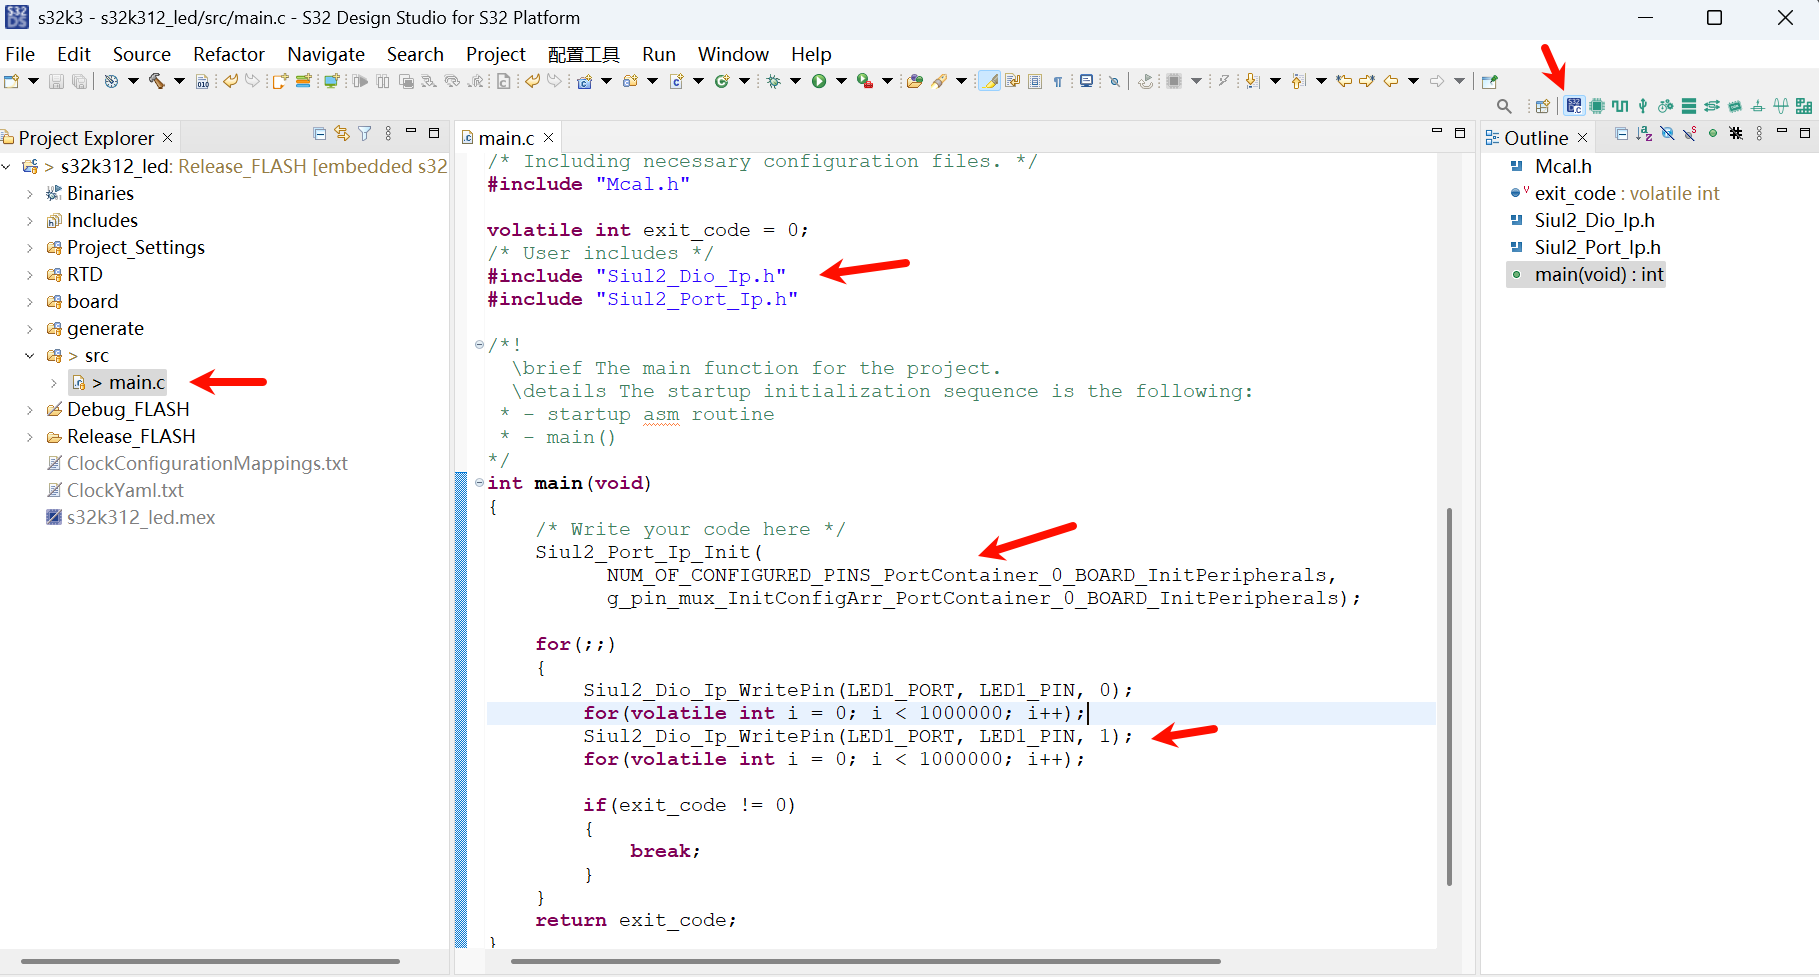 s32k3 - s32k312_led/src/main.c - S32 Design Studio for S32 Platform
File Edit Source Refactor Navigate Search Project 配置工具 Run Window Help
Project Explorer
s32k312_led: Release_FLASH [embedded s32
Binaries
Includes
Project_Settings
RTD
board
generate
> src
> main.c
Debug_FLASH
Release_FLASH
ClockConfigurationMappings.txt
ClockYaml.txt
s32k312_led.mex
main.c
/* Including necessary configuration files. */
#include "Mcal.h"
volatile int exit_code = 0;
/* User includes */
#include "Siul2_Dio_Ip.h"
#include "Siul2_Port_Ip.h"
/*!
\brief The main function for the project.
\details The startup initialization sequence is the following:
* - startup asm routine
* - main()
*/
int main(void)
{
/* Write your code here */
Siul2_Port_Ip_Init(
NUM_OF_CONFIGURED_PINS_PortContainer_0_BOARD_InitPeripherals,
g_pin_mux_InitConfigArr_PortContainer_0_BOARD_InitPeripherals);
for(;;)
{
Siul2_Dio_Ip_WritePin(LED1_PORT, LED1_PIN, 0);
for(volatile int i = 0; i < 1000000; i++);
Siul2_Dio_Ip_WritePin(LED1_PORT, LED1_PIN, 1);
for(volatile int i = 0; i < 1000000; i++);
if(exit_code != 0)
{
break;
}
}
return exit_code;
}
Outline
Mcal.h
exit_code : volatile int
Siul2_Dio_Ip.h
Siul2_Port_Ip.h
main(void) : int